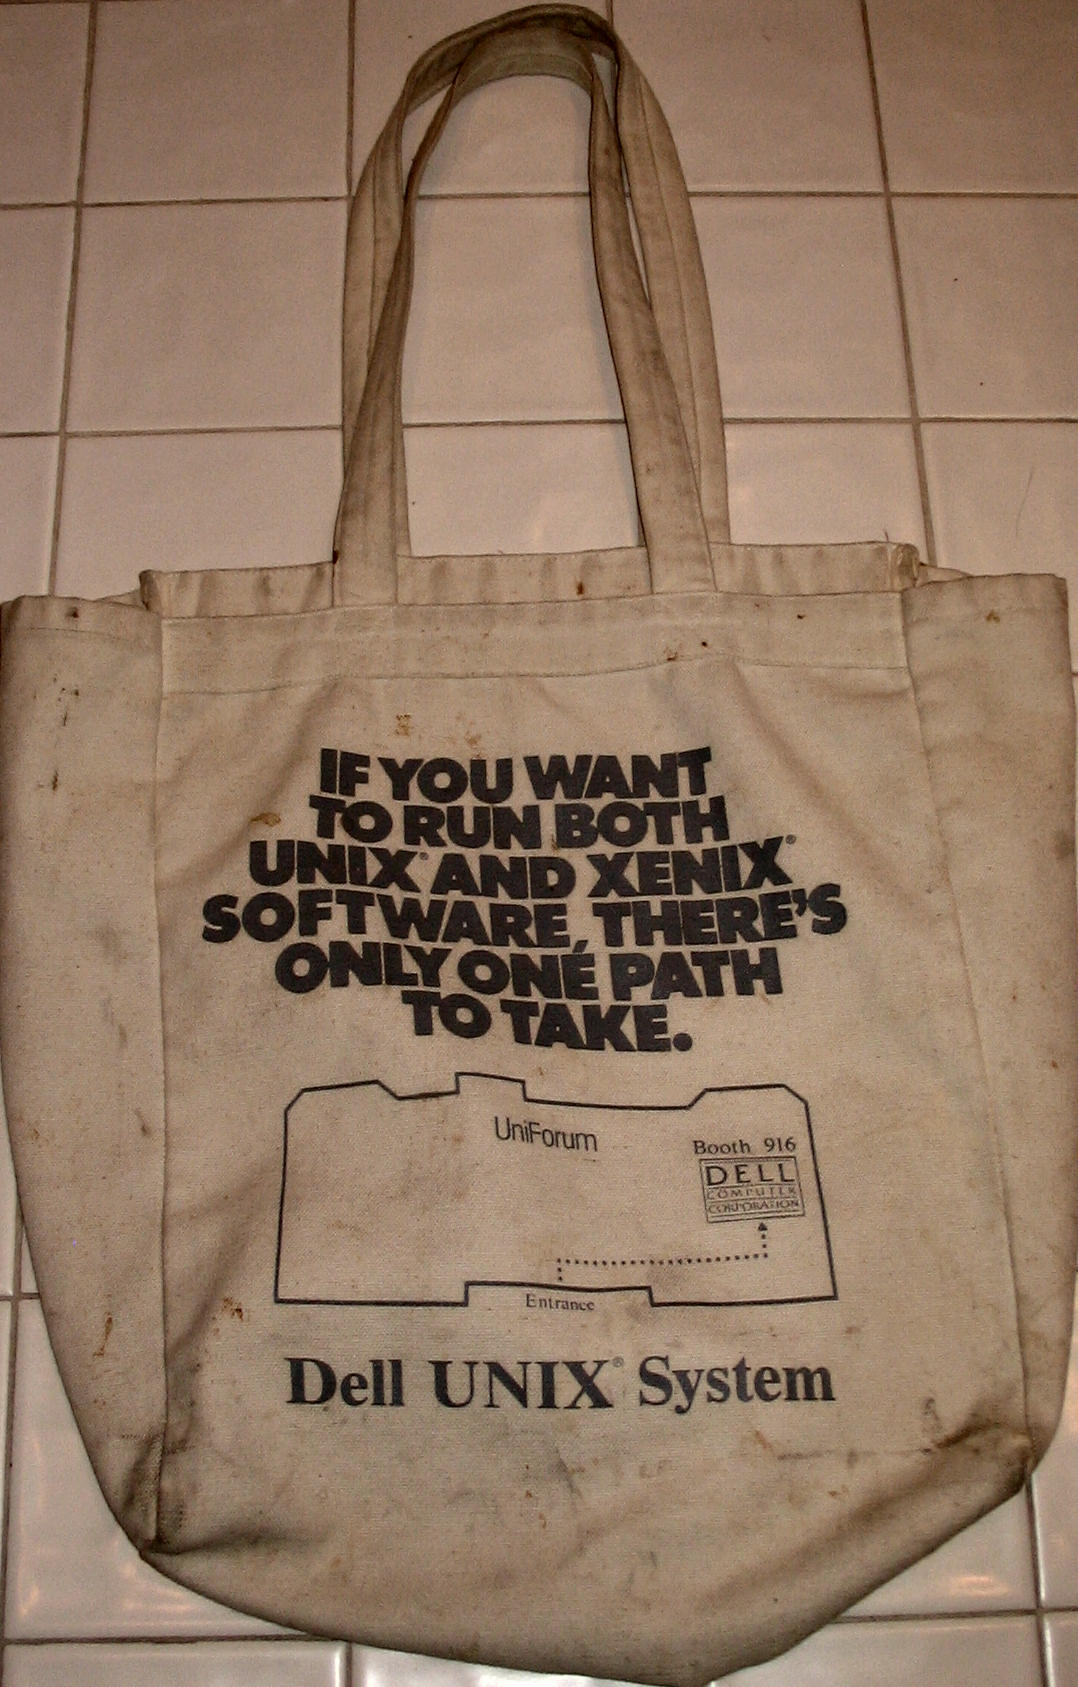 IF YOU WANT
TO RUN BOTH
UNIX® AND XENIX®
SOFTWARE, THERE'S
ONLY ONE PATH
TO TAKE.
UniForum
Booth 916
DELL
COMPUTER
CORPORATION
Entrance
Dell UNIX® System